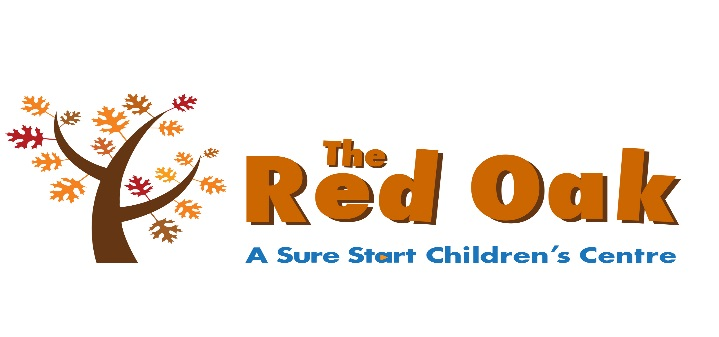 The
Red Oak
A Sure Start Children's Centre